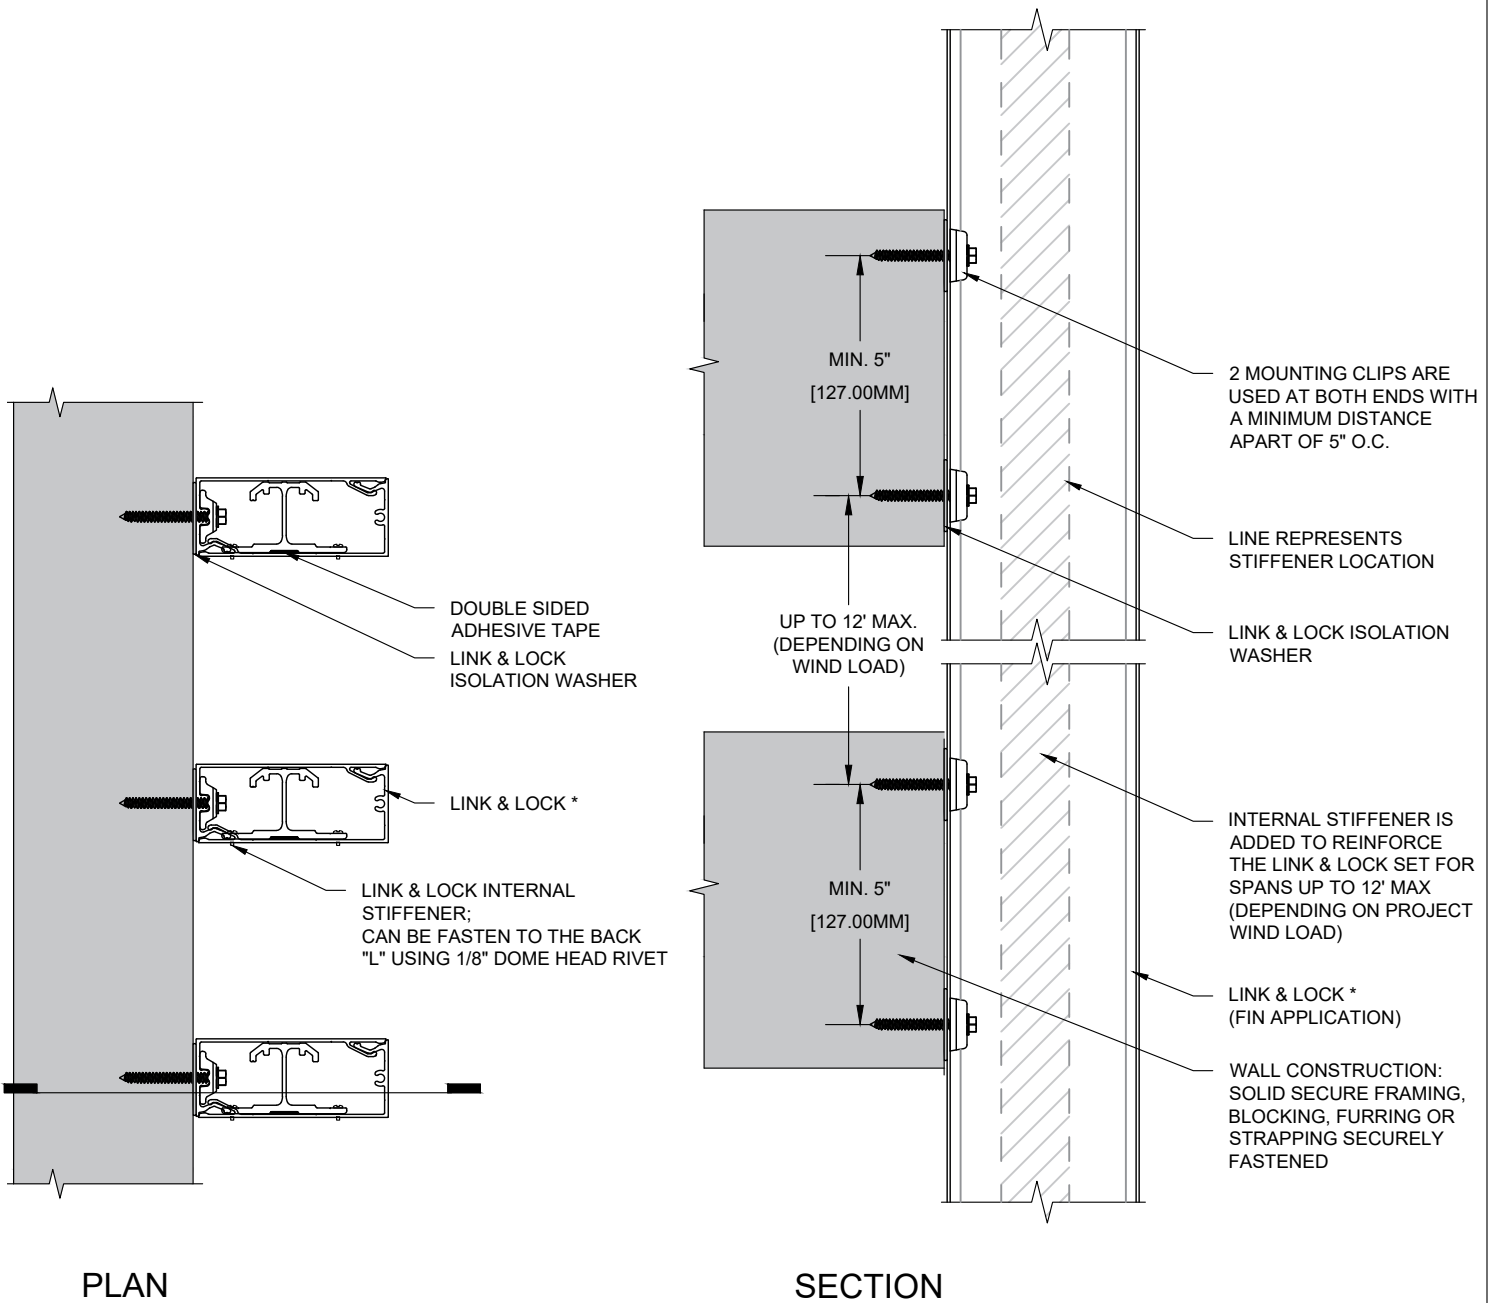 DOUBLE SIDED
ADHESIVE TAPE
LINK & LOCK
ISOLATION WASHER
LINK & LOCK *
LINK & LOCK INTERNAL
STIFFENER;
CAN BE FASTEN TO THE BACK
"L" USING 1/8" DOME HEAD RIVET
PLAN
MIN. 5"
[127.00MM]
UP TO 12' MAX.
(DEPENDING ON
WIND LOAD)
MIN. 5"
[127.00MM]
2 MOUNTING CLIPS ARE
USED AT BOTH ENDS WITH
A MINIMUM DISTANCE
APART OF 5" O.C.
LINE REPRESENTS
STIFFENER LOCATION
LINK & LOCK ISOLATION
WASHER
INTERNAL STIFFENER IS
ADDED TO REINFORCE
THE LINK & LOCK SET FOR
SPANS UP TO 12' MAX
(DEPENDING ON PROJECT
WIND LOAD)
LINK & LOCK *
(FIN APPLICATION)
WALL CONSTRUCTION:
SOLID SECURE FRAMING,
BLOCKING, FURRING OR
STRAPPING SECURELY
FASTENED
SECTION